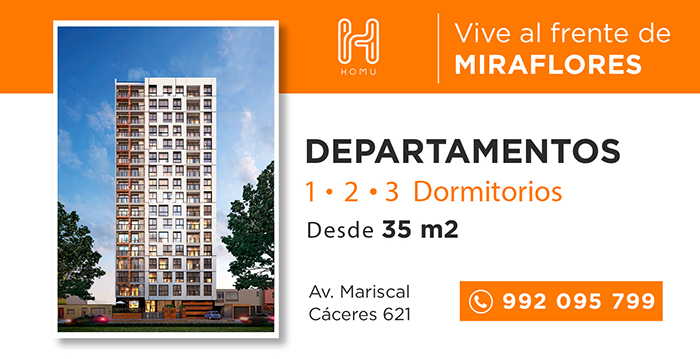 HOMU
Vive al frente de
MIRAFLORES
DEPARTAMENTOS
1 • 2 • 3 Dormitorios
Desde 35 m2
Av. Mariscal
Cáceres 621
992 095 799